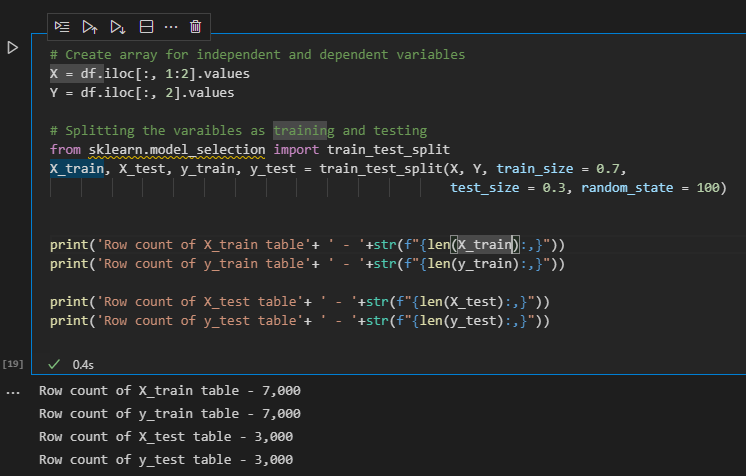 # Create array for independent and dependent variables
X = df.iloc[:, 1:2].values
Y = df.iloc[:, 2].values
# Splitting the varaibles as training and testing
from sklearn.model_selection import train_test_split
X_train, X_test, y_train, y_test = train_test_split(X, Y, train_size = 0.7,
test_size = 0.3, random_state = 100)
print('Row count of X_train table'+ ' - '+str(f"{len(X_train):,}"))
print('Row count of y_train table'+ ' - '+str(f"{len(y_train):,}"))
print('Row count of X_test table'+ ' - '+str(f"{len(X_test):,}"))
print('Row count of y_test table'+ ' - '+str(f"{len(y_test):,}"))
[19] 0.4s
Row count of X_train table - 7,000
Row count of y_train table - 7,000
Row count of X_test table - 3,000
Row count of y_test table - 3,000